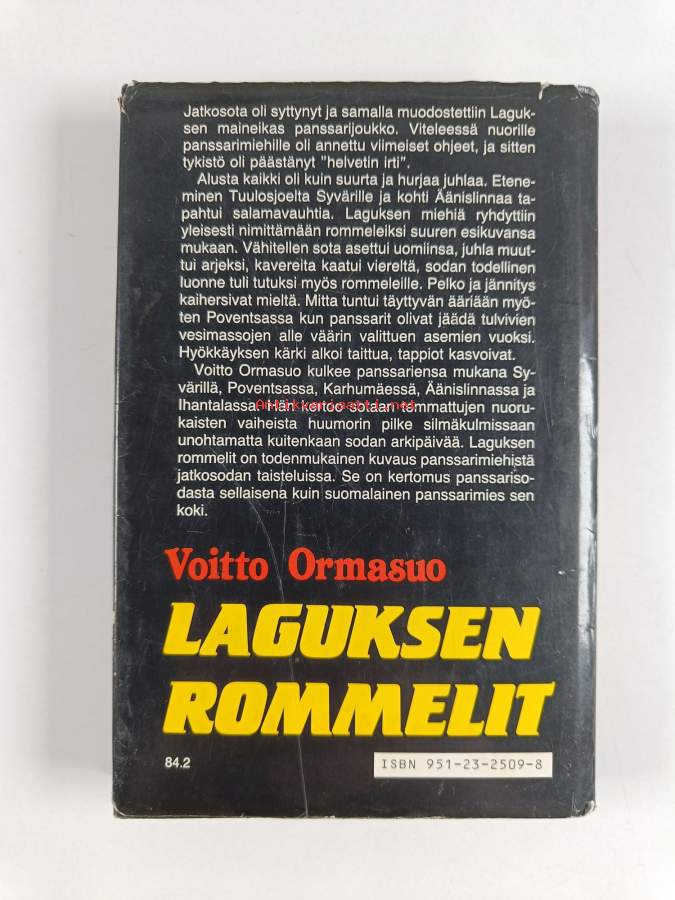 Jatkosota oli syttynyt ja samalla muodostettiin Laguk-
sen maineikas panssarijoukko. Viteleessä nuorille
panssarimiehille oli annettu viimeiset ohjeet, ja sitten
tykistö oli päästänyt "helvetin irti".
Alusta kaikki oli kuin suurta ja hurjaa juhlaa. Etene-
minen Tuulosjoelta Syvärille ja kohti Äänislinnaa ta-
pahtui salamavauhtia. Laguksen miehiä ryhdyttiin
yleisesti nimittämään rommeleiksi suuren esikuvansa
mukaan. Vähitellen sota asettui uomiinsa, juhla muut-
tui arjeksi, kavereita kaatui viereltä, sodan todellinen
luonne tuli tutuksi myös rommeleille. Pelko ja jännitys
kaihersivat mieltä. Mitta tuntui täyttyvän ääriään myö-
ten Poventsassa kun panssarit olivat jäädä tulvivien
vesimassojen alle väärin valittuen asemien vuoksi.
Hyökkäyksen kärki alkoi taittua, tappiot kasvoivat.
Voitto Ormasuo kulkee panssariensa mukana Sy-
värillä, Poventsassa, Karhumäessä, Äänislinnassa ja
Ihantalassa. Hän kertoo sotaan temmattujen nuoru-
kaisten vaiheista huumorin pilke silmäkulmissaan
unohtamatta kuitenkaan sodan arkipäivää. Laguksen
rommelit on todenmukainen kuvaus panssarimiehistä
jatkosodan taisteluissa. Se on kertomus panssariso-
dasta sellaisena kuin suomalainen panssarimies sen
koki.
Antikvariaatti.net
Voitto Ormasuo
LAGUKSEN
ROMMELIT
84.2
ISBN 951-23-2509-8